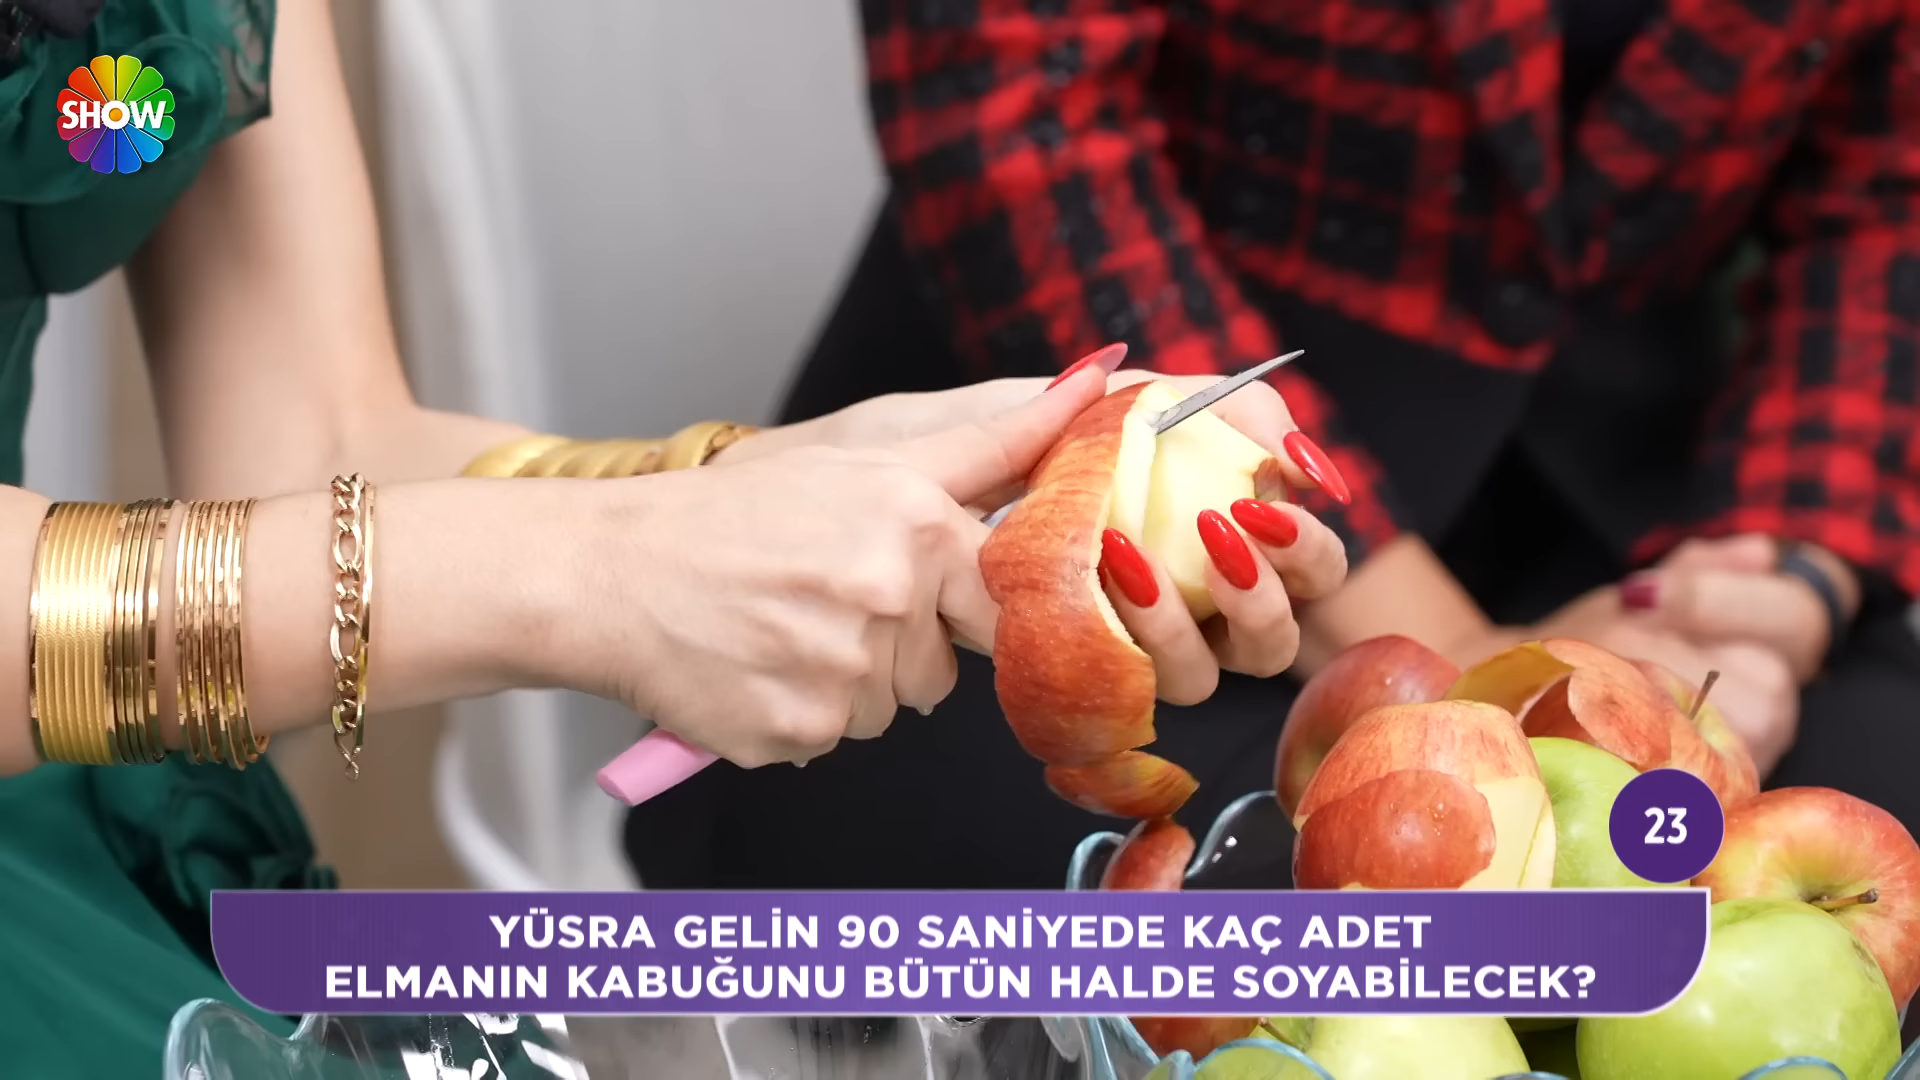 SHOW
23
YÜSRA GELİN 90 SANİYEDE KAÇ ADET
ELMANIN KABUĞUNU BÜTÜN HALDE SOYABİLECEK?